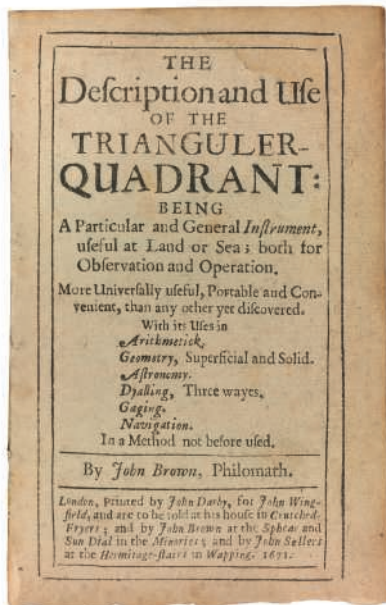 THE
Deſcription and Uſe
OF THE
TRIANGULER-
QUADRANT:
BEING
A Particular and General Inſtrument,
uſeful at Land or Sea; both for
Obſervation and Operation.
More Univerſally uſeful, Portable and Con-
venient, than any other yet diſcovered.
With its Uſes in
Arithmetick.
Geometry, Superficial and Solid.
Aſtronomy.
Dyalling, Three wayes.
Gaging.
Navigation.
In a Method not before uſed.
By John Brown, Philomath.
London, Printed by John Darby, for John Wing-
field, and are to be ſold at his houſe in Crutched-
Fryers; and by John Brown at the Sphear and
Sun Dial in the Minories; and by John Sellers
at the Hermitage-ſtairs in Wapping. 1671.